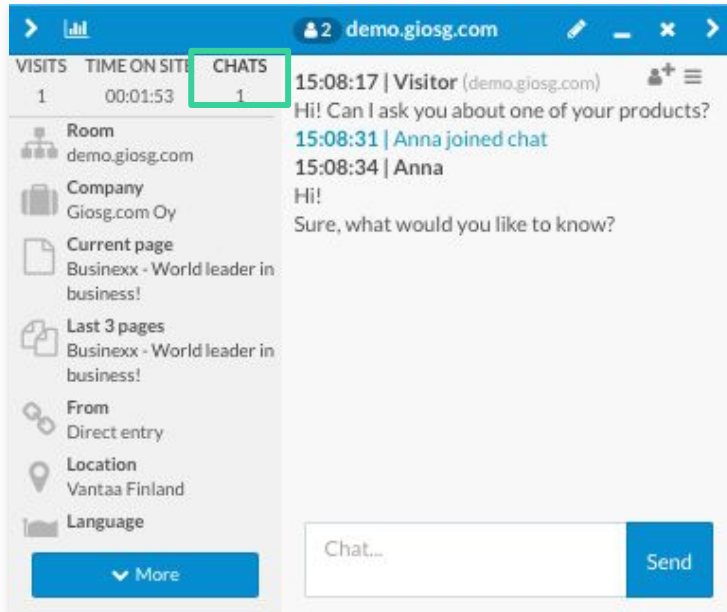 2 demo.giosg.com
VISITS TIME ON SITE CHATS
1 00:01:53 1
Room
demo.giosg.com
Company
Giosg.com Oy
Current page
Businexx - World leader in
business!
Last 3 pages
Businexx - World leader in
business!
From
Direct entry
Location
Vantaa Finland
Language
More
15:08:17 | Visitor (demo.giosg.com)
Hi! Can I ask you about one of your products?
15:08:31 | Anna joined chat
15:08:34 | Anna
Hi!
Sure, what would you like to know?
Chat...
Send